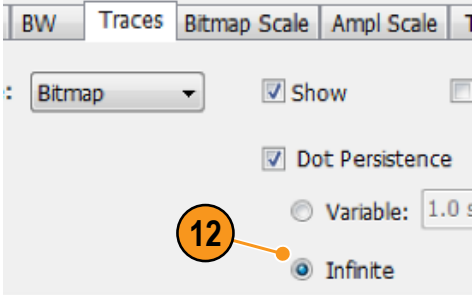 BW Traces Bitmap Scale Ampl Scale
: Bitmap Show
Dot Persistence
Variable: 1.0 s
12
Infinite